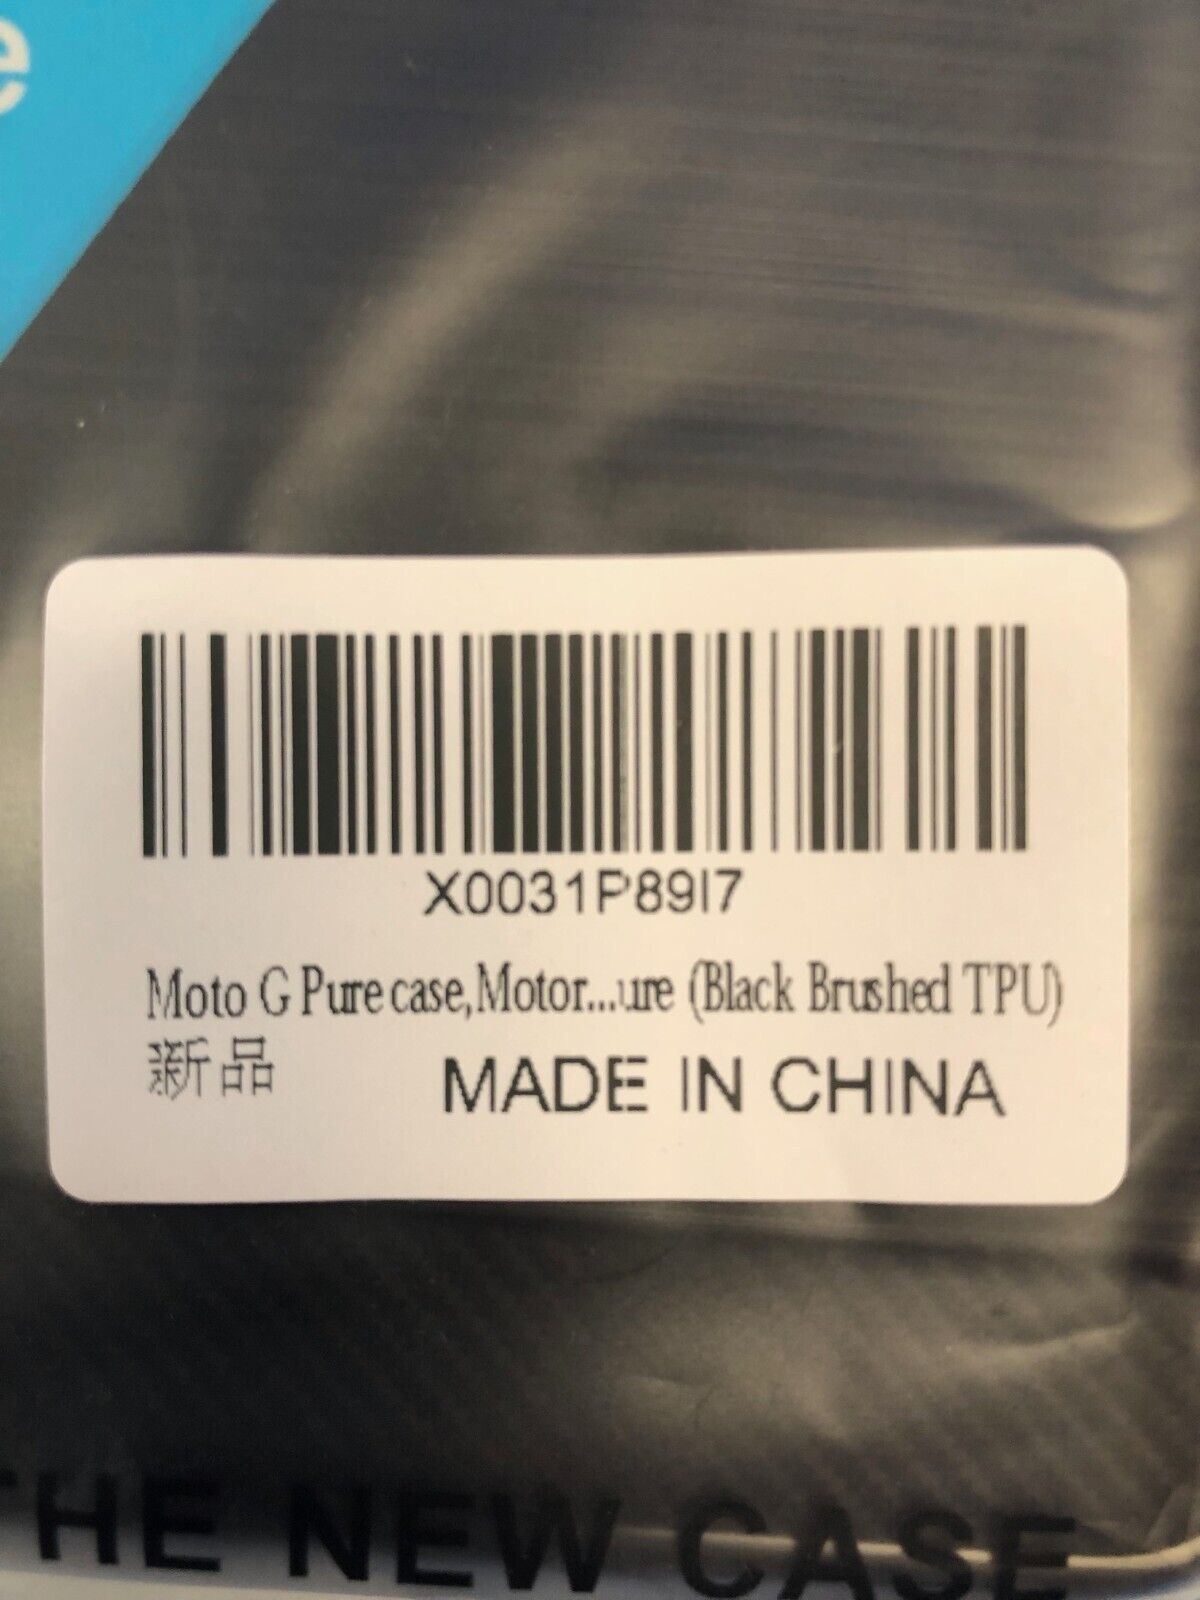 e
X0031P89I7
Moto G Pure case,Motor...ure (Black Brushed TPU)
新品 MADE IN CHINA
THE NEW CASE